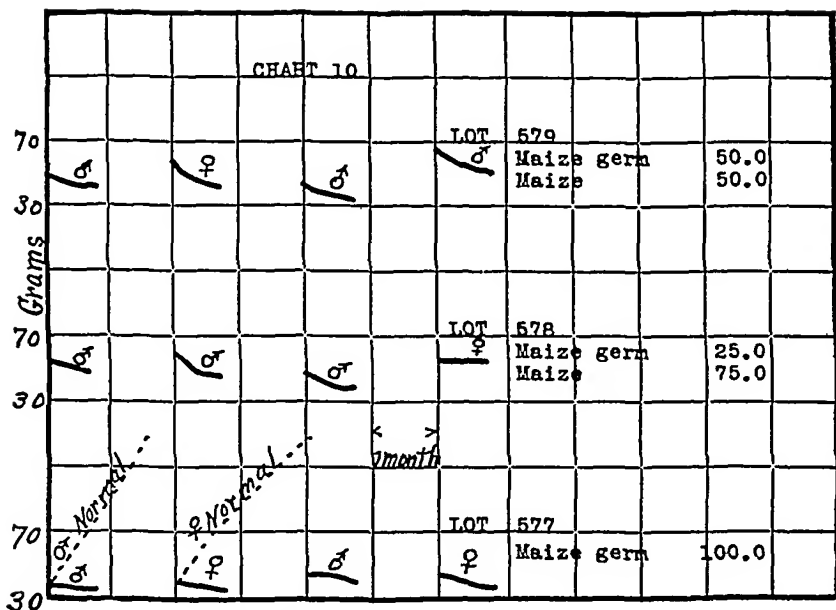 CHART 10
70
LOT 579
♂ ♀ ♂ ♂
Maize germ 50.0
Maize 50.0
30
Grams
70
LOT 578
♂ ♂ ♂ ♀
Maize germ 25.0
Maize 75.0
30
♂ Normal
♀ Normal
< >
1 month
70
LOT 577
♂ ♀ ♂ ♀
Maize germ 100.0
30